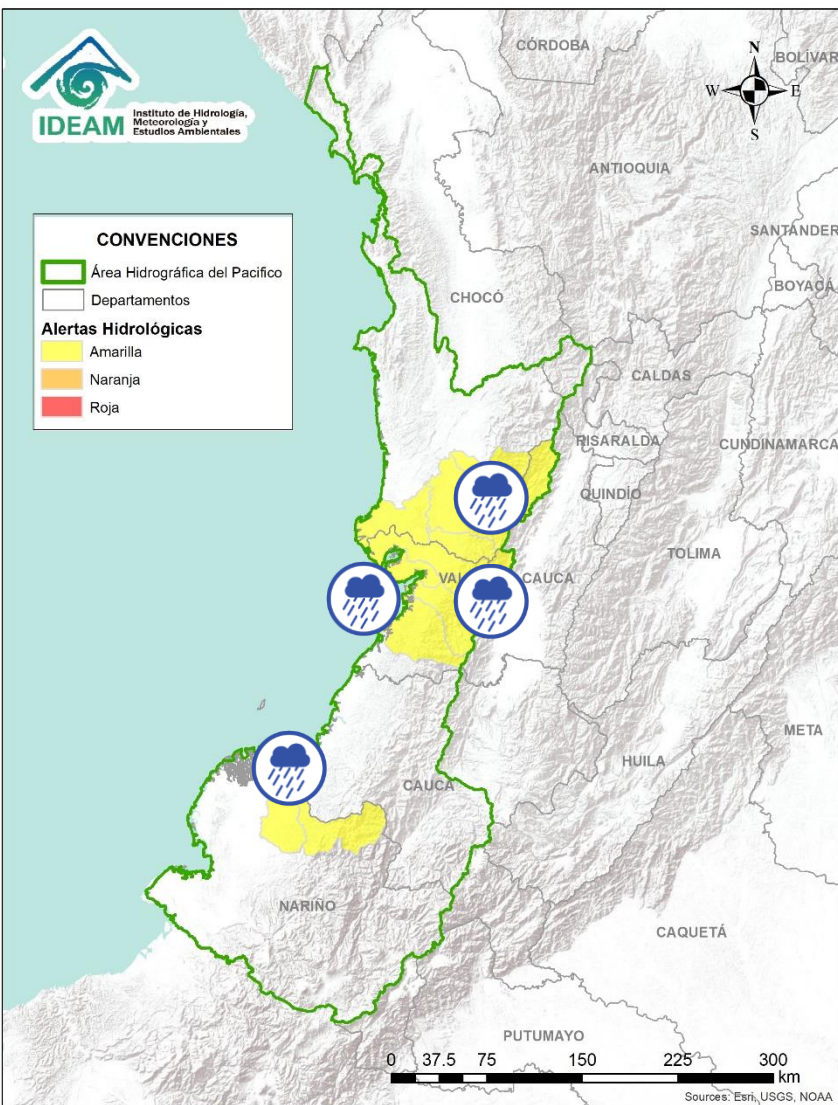 IDEAM
Instituto de Hidrología,
Meteorología y
Estudios Ambientales
CÓRDOBA
BOLÍVAR
N
W
E
S
ANTIOQUIA
SANTANDER
BOYACÁ
CONVENCIONES
Área Hidrográfica del Pacifico
Departamentos
Alertas Hidrológicas
Amarilla
Naranja
Roja
CHOCÓ
CALDAS
RISARALDA
CUNDINAMARCA
QUINDÍO
TOLIMA
CAUCA
META
HUILA
CAUCA
NARIÑO
CAQUETÁ
PUTUMAYO
0 37.5 75 150 225 300
km
Sources: Esri, USGS, NOAA